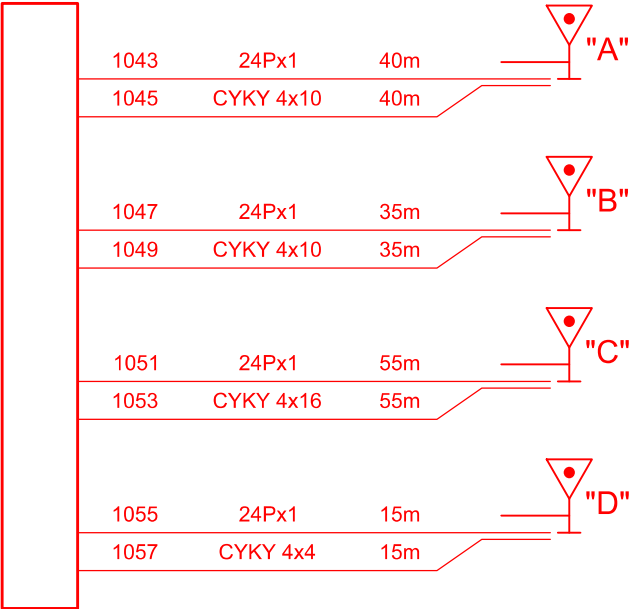 1043 24Px1 40m
"A"
1045 CYKY 4x10 40m
1047 24Px1 35m
"B"
1049 CYKY 4x10 35m
1051 24Px1 55m
"C"
1053 CYKY 4x16 55m
1055 24Px1 15m
"D"
1057 CYKY 4x4 15m